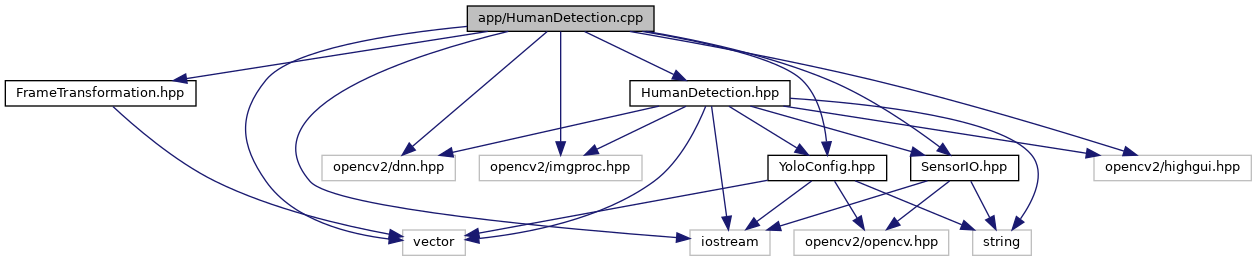 app/HumanDetection.cpp
FrameTransformation.hpp
HumanDetection.hpp
opencv2/dnn.hpp
opencv2/imgproc.hpp
YoloConfig.hpp
SensorIO.hpp
opencv2/highgui.hpp
vector
iostream
opencv2/opencv.hpp
string